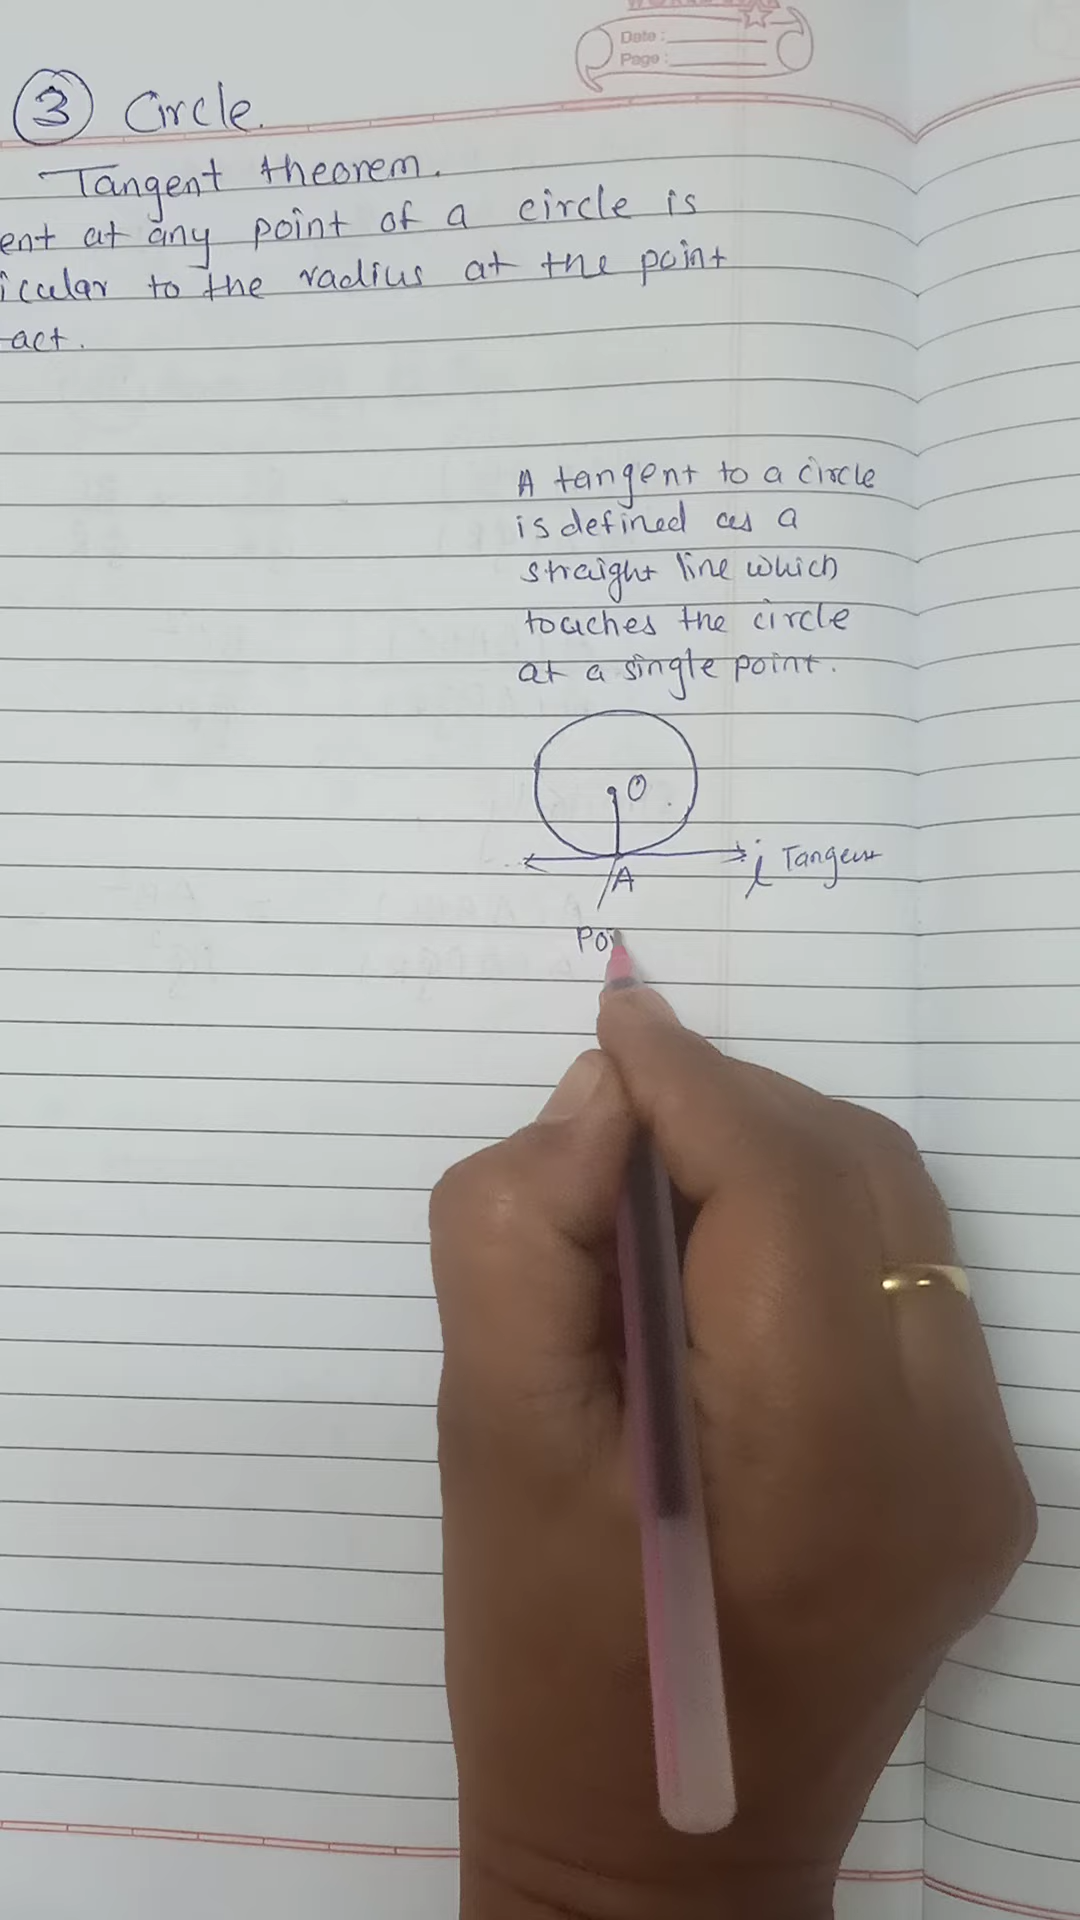 Date :
Page :
3 Circle.
Tangent theorem.
ent at any point of a circle is
icular to the radius at the point
act.
A tangent to a circle
is defined as a
straight line which
touches the circle
at a single point.
O
l Tangent
A
Poi